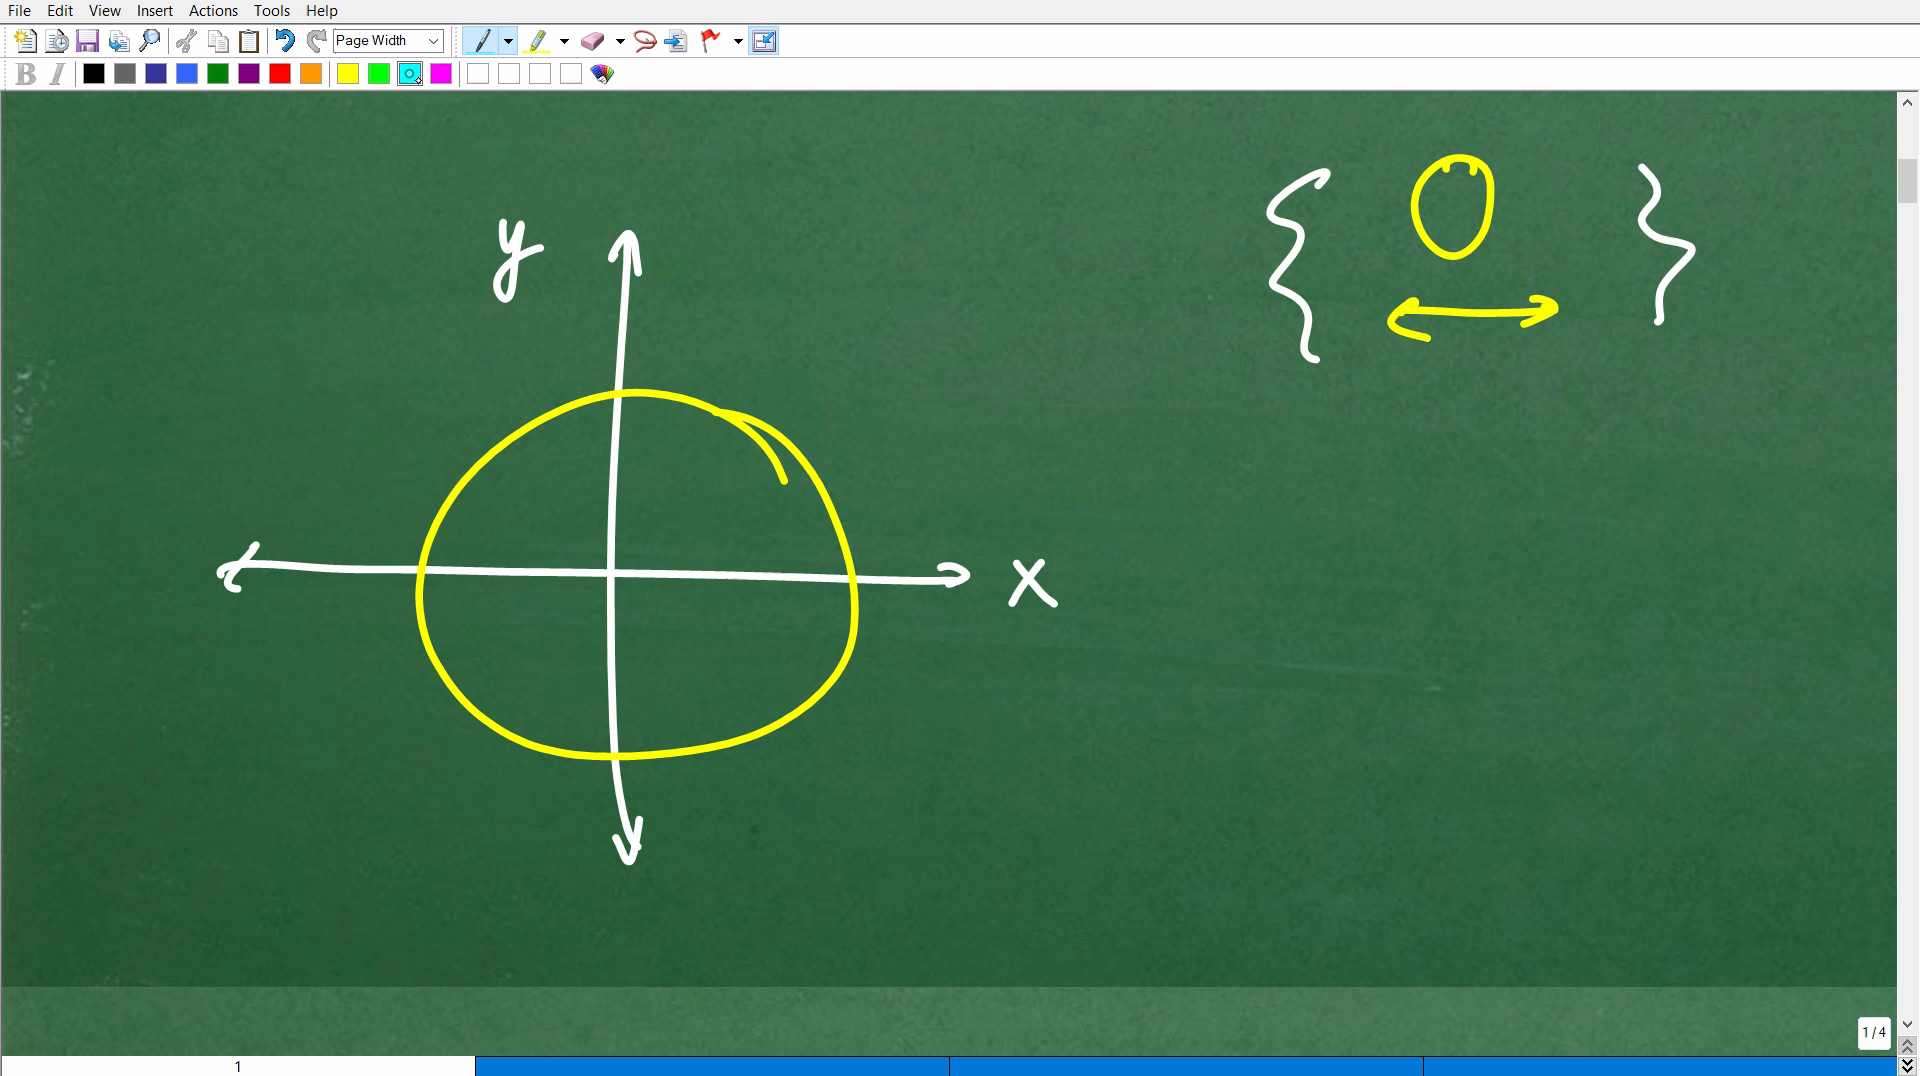 File Edit View Insert Actions Tools Help
Page Width
B I
y
x
1 / 4
1